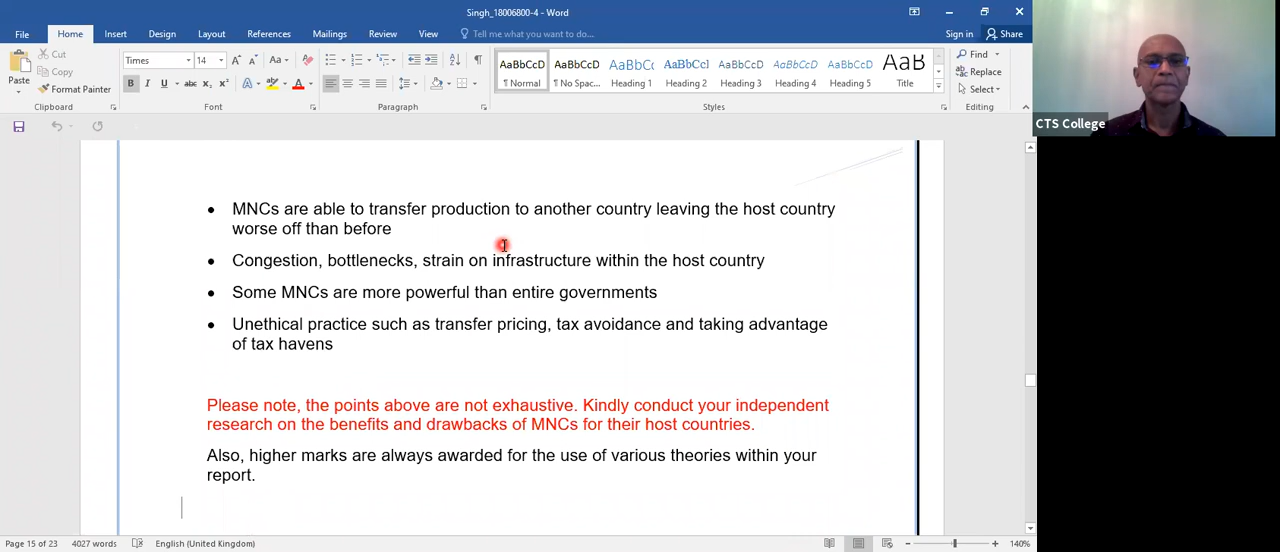 Singh_18006800-4 - Word
File Home Insert Design Layout References Mailings Review View Tell me what you want to do... Sign in Share
Cut
Copy
Paste
Format Painter
Times 14 Aa
B I U abc X₂ X² A
AaBbCcD AaBbCcD AaBbCc AaBbCcI AaBbCcD AaBbCcD AaBbCcD AaB
¶ Normal ¶ No Spac... Heading 1 Heading 2 Heading 3 Heading 4 Heading 5 Title
Find
Replace
Select
Clipboard Font Paragraph Styles Editing
CTS College
• MNCs are able to transfer production to another country leaving the host country
worse off than before
• Congestion, bottlenecks, strain on infrastructure within the host country
• Some MNCs are more powerful than entire governments
• Unethical practice such as transfer pricing, tax avoidance and taking advantage
of tax havens
Please note, the points above are not exhaustive. Kindly conduct your independent
research on the benefits and drawbacks of MNCs for their host countries.
Also, higher marks are always awarded for the use of various theories within your
report.
Page 15 of 23 4027 words English (United Kingdom) 140%